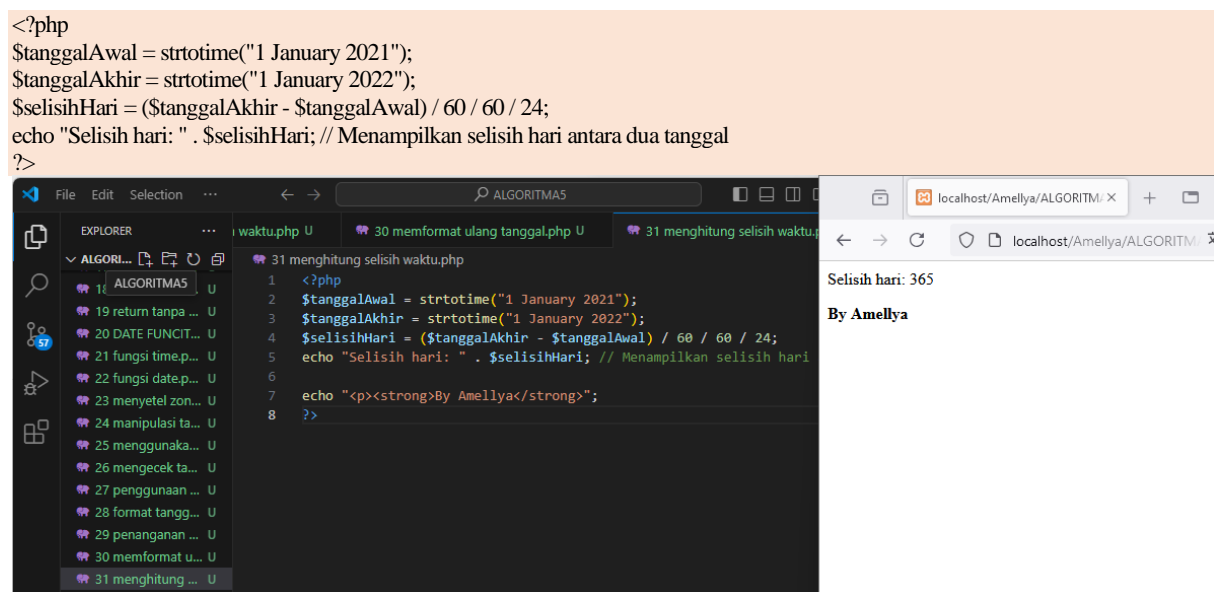 <?php
$tanggalAwal = strtotime("1 January 2021");
$tanggalAkhir = strtotime("1 January 2022");
$selisihHari = ($tanggalAkhir - $tanggalAwal) / 60 / 60 / 24;
echo "Selisih hari: " . $selisihHari; // Menampilkan selisih hari antara dua tanggal
?>
File Edit Selection ··· ALGORITMA5
EXPLORER ···
ALGORI...
ALGORITMA5
18 U
19 return tanpa ... U
20 DATE FUNCIT... U
21 fungsi time.p... U
22 fungsi date.p... U
23 menyetel zon... U
24 manipulasi ta... U
25 menggunaka... U
26 mengecek ta... U
27 penggunaan ... U
28 format tangg... U
29 penanganan ... U
30 memformat u... U
31 menghitung ... U
57
waktu.php U 30 memformat ulang tanggal.php U 31 menghitung selisih waktu.p
31 menghitung selisih waktu.php
1 <?php
2 $tanggalAwal = strtotime("1 January 2021");
3 $tanggalAkhir = strtotime("1 January 2022");
4 $selisihHari = ($tanggalAkhir - $tanggalAwal) / 60 / 60 / 24;
5 echo "Selisih hari: " . $selisihHari; // Menampilkan selisih hari
6
7 echo "<p><strong>By Amellya</strong>";
8 ?>
localhost/Amellya/ALGORITMA
localhost/Amellya/ALGORITM
Selisih hari: 365
By Amellya